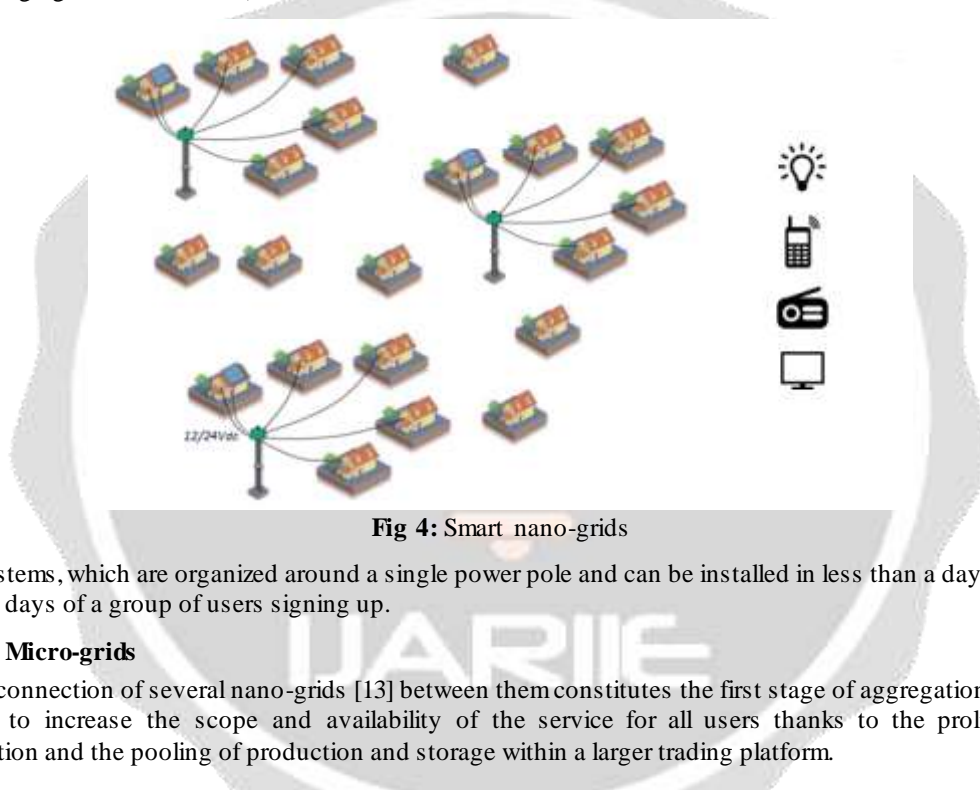 12/24Vdc
Fig 4: Smart nano-grids
stems, which are organized around a single power pole and can be installed in less than a day
days of a group of users signing up.
Micro-grids
connection of several nano-grids [13] between them constitutes the first stage of aggregation
to increase the scope and availability of the service for all users thanks to the prol
tion and the pooling of production and storage within a larger trading platform.
IJARIIE